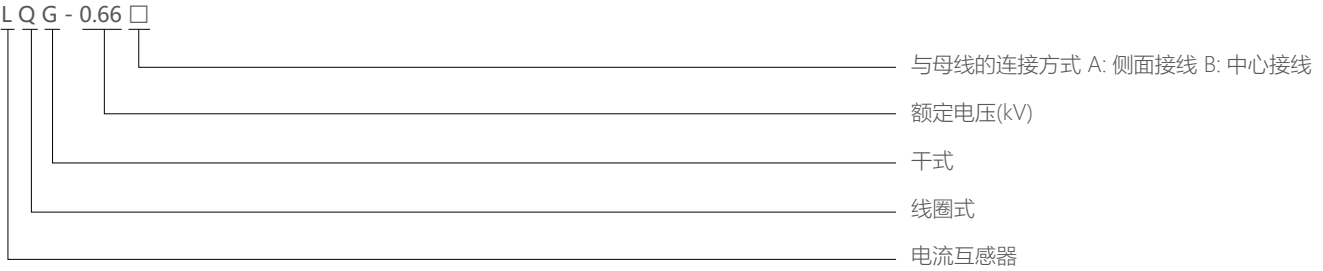 L Q G - 0.66 □
与母线的连接方式 A: 侧面接线 B: 中心接线
额定电压(kV)
干式
线圈式
电流互感器